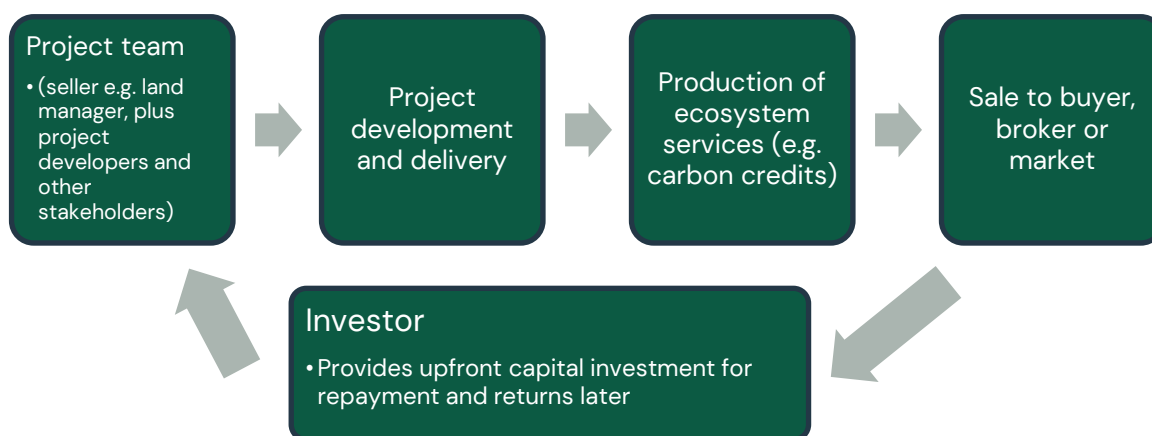 Project team
• (seller e.g. land
manager, plus
project
developers and
other
stakeholders)
Project
development
and delivery
Production of
ecosystem
services (e.g.
carbon credits)
Sale to buyer,
broker or
market
Investor
• Provides upfront capital investment for
repayment and returns later